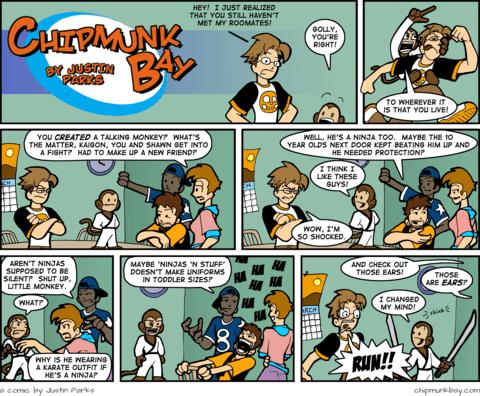 CHIPMUNK
BAY
BY JUSTIN
PARKS
HEY! I JUST REALIZED
THAT YOU STILL HAVEN'T
MET MY ROOMATES!
GOLLY,
YOU'RE
RIGHT!
TO WHEREVER IT
IS THAT YOU LIVE!
YOU CREATED A TALKING MONKEY? WHAT'S
THE MATTER, KAIGON, YOU AND SHAWN GET INTO
A FIGHT? HAD TO MAKE UP A NEW FRIEND?
WELL, HE'S A NINJA TOO. MAYBE THE 10
YEAR OLDS NEXT DOOR KEPT BEATING HIM UP AND
HE NEEDED PROTECTION?
I THINK I
LIKE THESE
GUYS!
WOW, I'M
SO SHOCKED.
AREN'T NINJAS
SUPPOSED TO BE
SILENT? SHUT UP,
LITTLE MONKEY.
WHAT?
WHY IS HE WEARING
A KARATE OUTFIT IF
HE'S A NINJA?
MAYBE 'NINJAS 'N STUFF'
DOESN'T MAKE UNIFORMS
IN TODDLER SIZES?
HA
HA
HA
HA
HA
HA
HA
8
AND CHECK OUT
THOSE EARS!
THOSE
ARE EARS?
I CHANGED
MY MIND!
shink
ARCH
RUN!!
a comic by Justin Parks
chipmunkbay.com